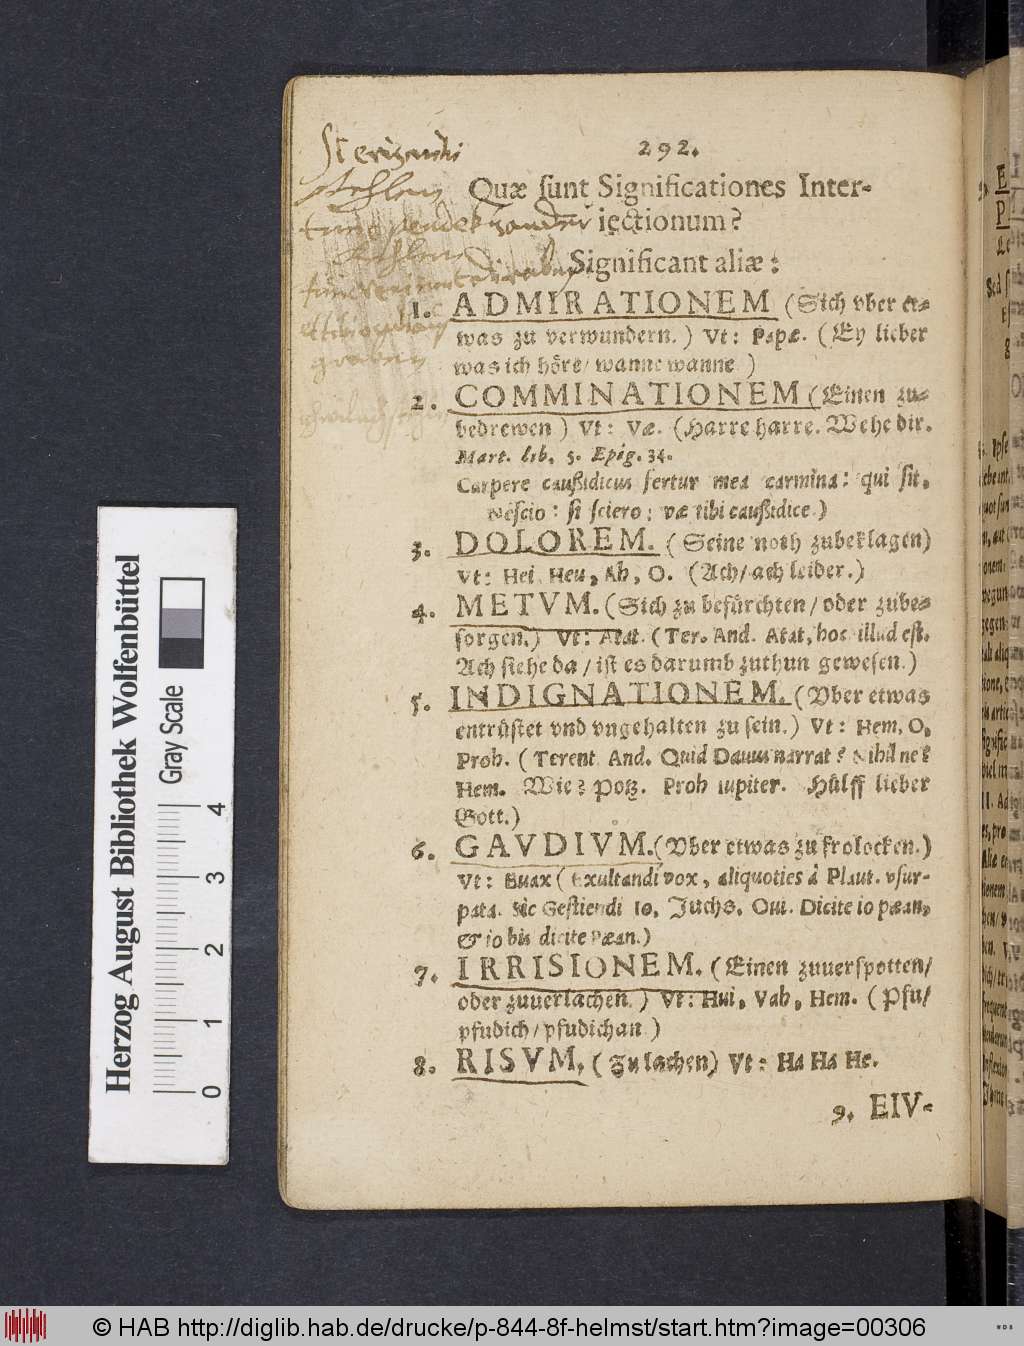 292.
Quæ sunt Significationes Inter-
iectionum?
Significant aliæ:
1. ADMIRATIONEM (Sich vber et-
was zu verwundern.) Vt: Papæ. (Ey lieber
was ich höre/ wanne wanne.)
2. COMMINATIONEM (Einen zu-
bedrewen) Vt: Væ. (Harre harre. Wehe dir.
Mart. lib. 5. Epig. 34.
Carpere caußidicus fertur mea carmina: qui sit,
Nescio: si sciero, væ tibi caußidice.)
3. DOLOREM. (Seine noth zubeklagen)
Vt: Hei, Heu, Ah, O. (Ach/ ach leider.)
4. METVM. (Sich zu befürchten/ oder zube-
sorgen.) Vt: Atat. (Ter. And. Atat, hoc illud est.
Ach siehe da/ ist es darumb zuthun gewesen.)
5. INDIGNATIONEM. (Vber etwas
entrüstet vnd vngehalten zu sein.) Vt: Hem, O,
Proh. (Terent. And. Quid Dauus narrat? Nihil ne?
Hem. Wie? Potz. Proh Iupiter. Hülff lieber
Gott.)
6. GAVDIVM. (Vber etwas zu frolocken.)
Vt: Euax (Exultandi vox, aliquoties à Plaut. vsur-
pata. Sic Gestiendi Io, Juchs. Oui. Dicite io pæan,
& io bis dicite pæan.)
7. IRRISIONEM. (Einen zuuerspotten/
oder zuuerlachen.) Vt: Hui, Vah, Hem. (Pfu/
pfudich/ pfudichan.)
8. RISVM, (Zu lachen) Vt: Ha Ha He.
9. EIV-
Herzog August Bibliothek Wolfenbüttel
Gray Scale
0 1 2 3 4
© HAB http://diglib.hab.de/drucke/p-844-8f-helmst/start.htm?image=00306